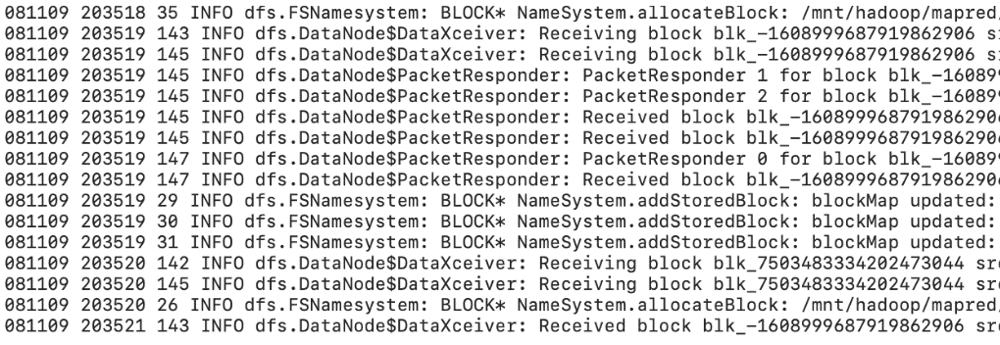 081109 203518 35 INFO dfs.FSNamesystem: BLOCK* NameSystem.allocateBlock: /mnt/hadoop/mapred/
081109 203519 143 INFO dfs.DataNode$DataXceiver: Receiving block blk_-1608999687919862906
081109 203519 145 INFO dfs.DataNode$DataXceiver: Receiving block blk_-1608999687919862906
081109 203519 145 INFO dfs.DataNode$PacketResponder: PacketResponder 1 for block blk_-16089
081109 203519 145 INFO dfs.DataNode$PacketResponder: PacketResponder 2 for block blk_-16089
081109 203519 145 INFO dfs.DataNode$PacketResponder: Received block blk_-160899968791986290
081109 203519 145 INFO dfs.DataNode$PacketResponder: Received block blk_-160899968791986290
081109 203519 147 INFO dfs.DataNode$PacketResponder: PacketResponder 0 for block blk_-16089
081109 203519 147 INFO dfs.DataNode$PacketResponder: Received block blk_-160899968791986290
081109 203519 29 INFO dfs.FSNamesystem: BLOCK* NameSystem.addStoredBlock: blockMap updated:
081109 203519 30 INFO dfs.FSNamesystem: BLOCK* NameSystem.addStoredBlock: blockMap updated:
081109 203519 31 INFO dfs.FSNamesystem: BLOCK* NameSystem.addStoredBlock: blockMap updated:
081109 203520 142 INFO dfs.DataNode$DataXceiver: Receiving block blk_7503483334202473044 src
081109 203520 145 INFO dfs.DataNode$DataXceiver: Receiving block blk_7503483334202473044 src
081109 203520 26 INFO dfs.FSNamesystem: BLOCK* NameSystem.allocateBlock: /mnt/hadoop/mapred/
081109 203521 143 INFO dfs.DataNode$DataXceiver: Received block blk_-1608999687919862906 src